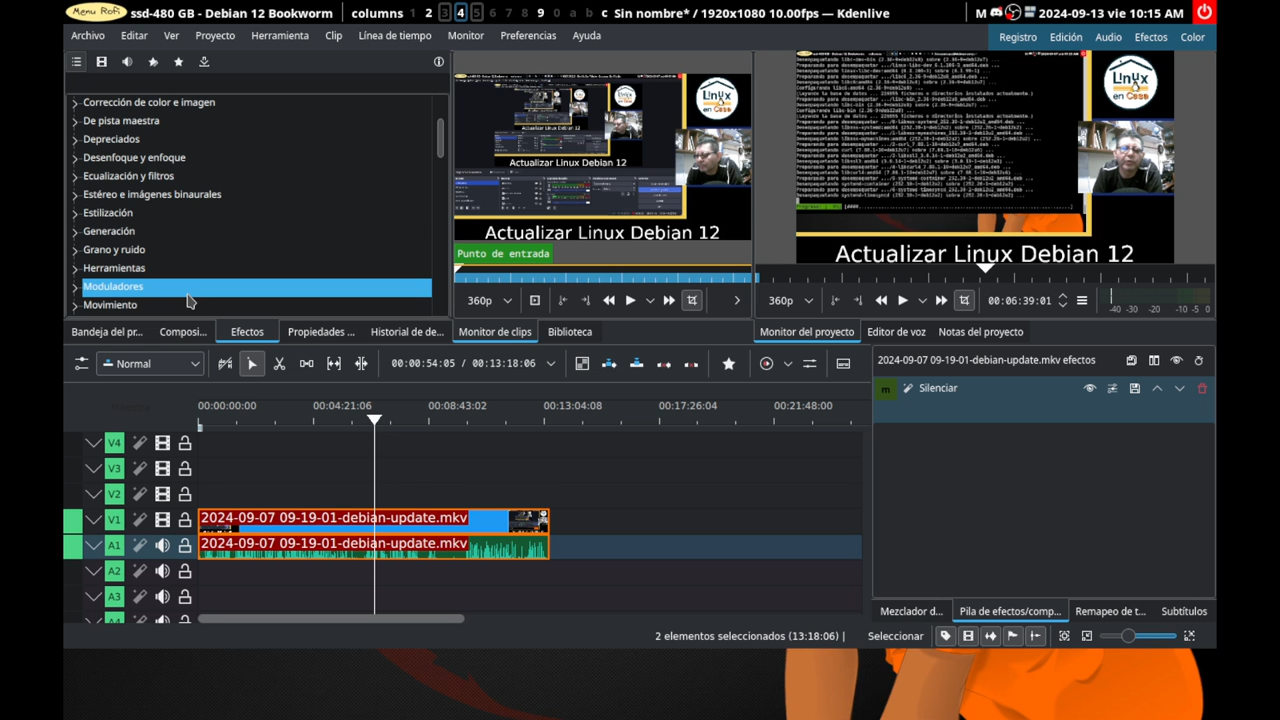 Menu Rofi ssd-480 GB - Debian 12 Bookworm columns 1 2 3 4 5 6 7 8 9 0 a b c Sin nombre* / 1920x1080 10.00fps — Kdenlive M 2024-09-13 vie 10:15 AM
Archivo Editar Ver Proyecto Herramienta Clip Línea de tiempo Monitor Preferencias Ayuda Registro Edición Audio Efectos Color
Corrección de color e imagen
De pista maestra
Depreciados
Desenfoque y enfoque
Ecualización y filtros
Estéreo e imágenes binaurales
Estilización
Generación
Grano y ruido
Herramientas
Moduladores
Movimiento
Linux
en Casa
Actualizar Linux Debian 12
Actualizar Linux Debian 12
Punto de entrada
Linux
en Casa
Actualizar Linux Debian 12
360p
360p 00:06:39:01 -40 -30 -20 -10 -5 0
Bandeja del pr... Composi... Efectos Propiedades ... Historial de de... Monitor de clips Biblioteca Monitor del proyecto Editor de voz Notas del proyecto
Normal 00:00:54:05 / 00:13:18:06
2024-09-07 09-19-01-debian-update.mkv efectos
m Silenciar
00:00:00:00 00:04:21:06 00:08:43:02 00:13:04:08 00:17:26:04 00:21:48:00
V4
V3
V2
V1 2024-09-07 09-19-01-debian-update.mkv
A1 2024-09-07 09-19-01-debian-update.mkv
A2
A3
Mezclador d... Pila de efectos/comp... Remapeo de t... Subtítulos
2 elementos seleccionados (13:18:06) | Seleccionar